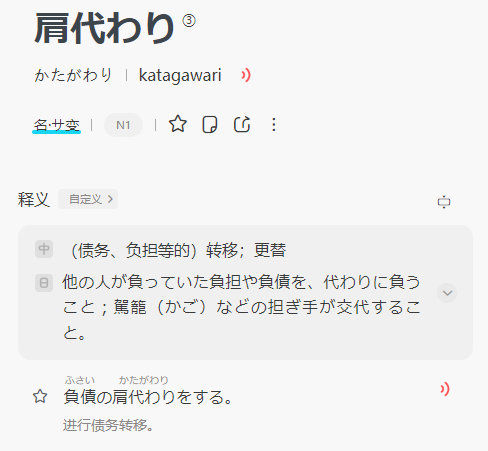 肩代わり③
かたがわり | katagawari
名·サ变 | N1 |
释义 自定义 >
中 （债务、负担等的）转移；更替
日 他の人が負っていた負担や負債を、代わりに負う
こと；駕籠（かご）などの担ぎ手が交代するこ
と。
ふさい かたがわり
負債の肩代わりをする。
进行债务转移。